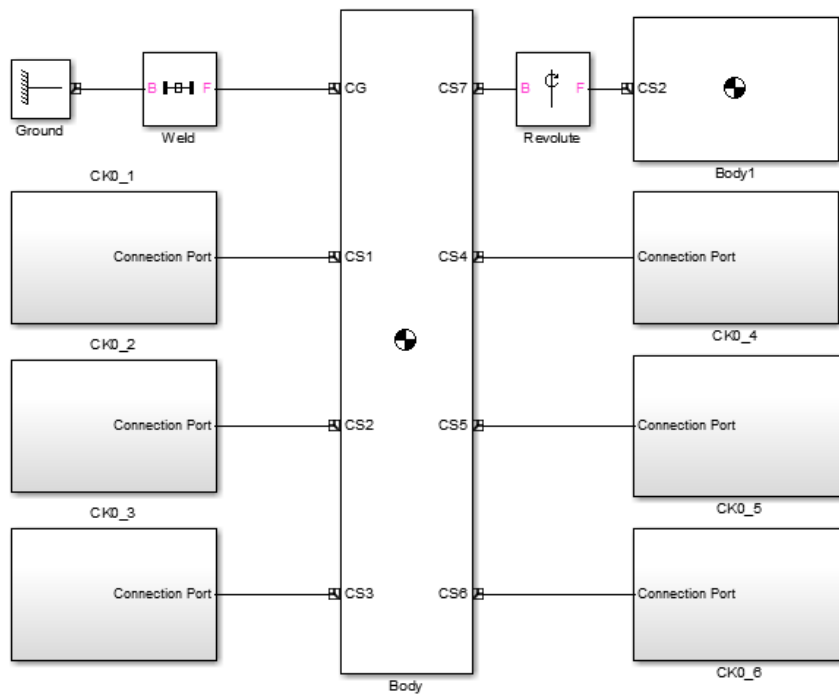 B F CG CS7 B F CS2
Ground Weld Revolute
CK0_1 Body1
Connection Port CS1 CS4 Connection Port
CK0_2 CK0_4
Connection Port CS2 CS5 Connection Port
CK0_3 CK0_5
Connection Port CS3 CS6 Connection Port
CK0_6
Body